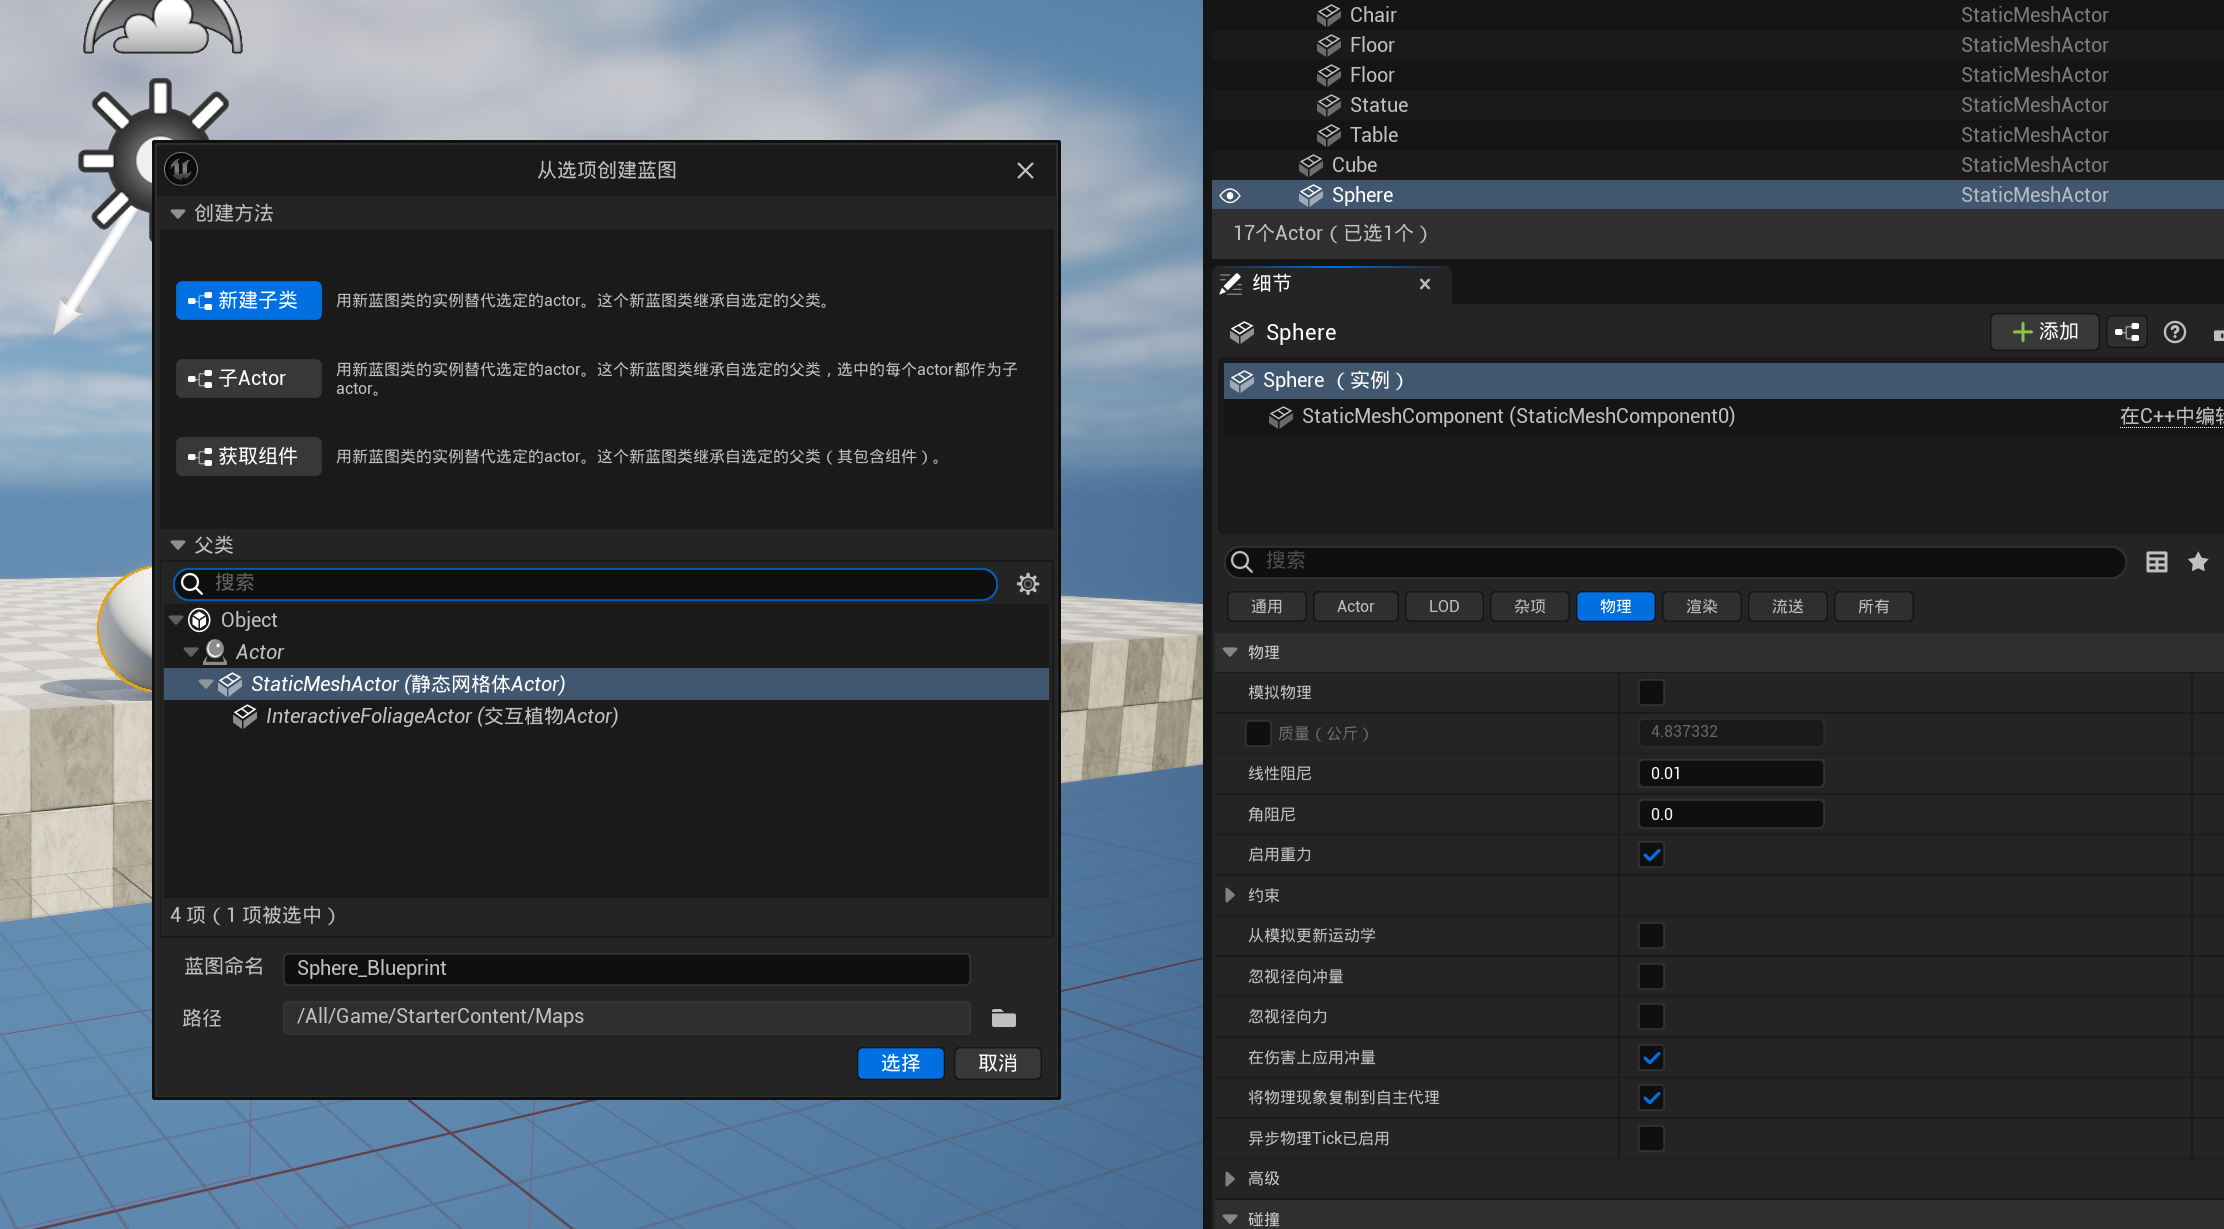 从选项创建蓝图
创建方法
新建子类
用新蓝图类的实例替代选定的actor。这个新蓝图类继承自选定的父类。
子Actor
用新蓝图类的实例替代选定的actor。这个新蓝图类继承自选定的父类，选中的每个actor都作为子
actor。
获取组件
用新蓝图类的实例替代选定的actor。这个新蓝图类继承自选定的父类（其包含组件）。
父类
搜索
Object
Actor
StaticMeshActor (静态网格体Actor)
InteractiveFoliageActor (交互植物Actor)
4 项（1 项被选中）
蓝图命名 Sphere_Blueprint
路径 /All/Game/StarterContent/Maps
选择 取消
Chair StaticMeshActor
Floor StaticMeshActor
Floor StaticMeshActor
Statue StaticMeshActor
Table StaticMeshActor
Cube StaticMeshActor
Sphere StaticMeshActor
17个Actor（已选1个）
细节
Sphere 添加
Sphere （实例）
StaticMeshComponent (StaticMeshComponent0) 在C++中编辑
搜索
通用 Actor LOD 杂项 物理 渲染 流送 所有
物理
模拟物理
质量（公斤） 4.837332
线性阻尼 0.01
角阻尼 0.0
启用重力
约束
从模拟更新运动学
忽视径向冲量
忽视径向力
在伤害上应用冲量
将物理现象复制到自主代理
异步物理Tick已启用
高级
碰撞